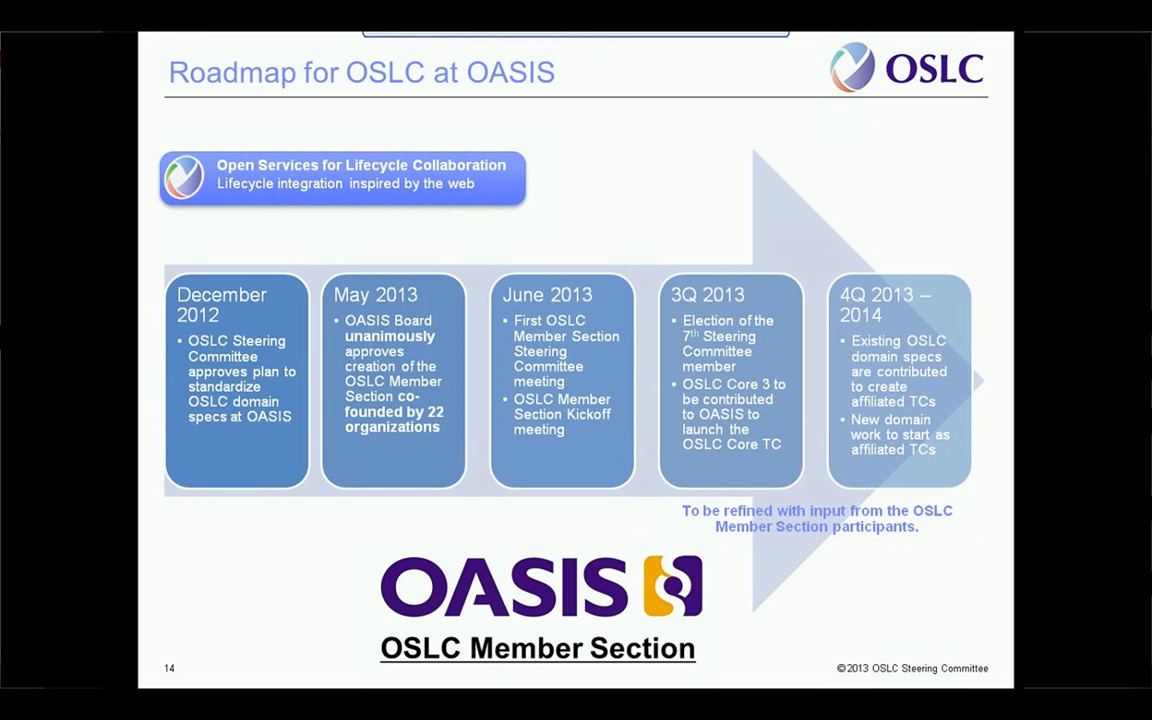 Roadmap for OSLC at OASIS
OSLC
Open Services for Lifecycle Collaboration
Lifecycle integration inspired by the web
December
2012
▪ OSLC Steering
Committee
approves plan to
standardize
OSLC domain
specs at OASIS
May 2013
▪ OASIS Board
unanimously
approves
creation of the
OSLC Member
Section co-
founded by 22
organizations
June 2013
▪ First OSLC
Member Section
Steering
Committee
meeting
▪ OSLC Member
Section Kickoff
meeting
3Q 2013
▪ Election of the
7th Steering
Committee
member
▪ OSLC Core 3 to
be contributed
to OASIS to
launch the
OSLC Core TC
4Q 2013 –
2014
▪ Existing OSLC
domain specs
are contributed
to create
affiliated TCs
▪ New domain
work to start as
affiliated TCs
To be refined with input from the OSLC
Member Section participants.
OASIS
OSLC Member Section
14
© 2013 OSLC Steering Committee